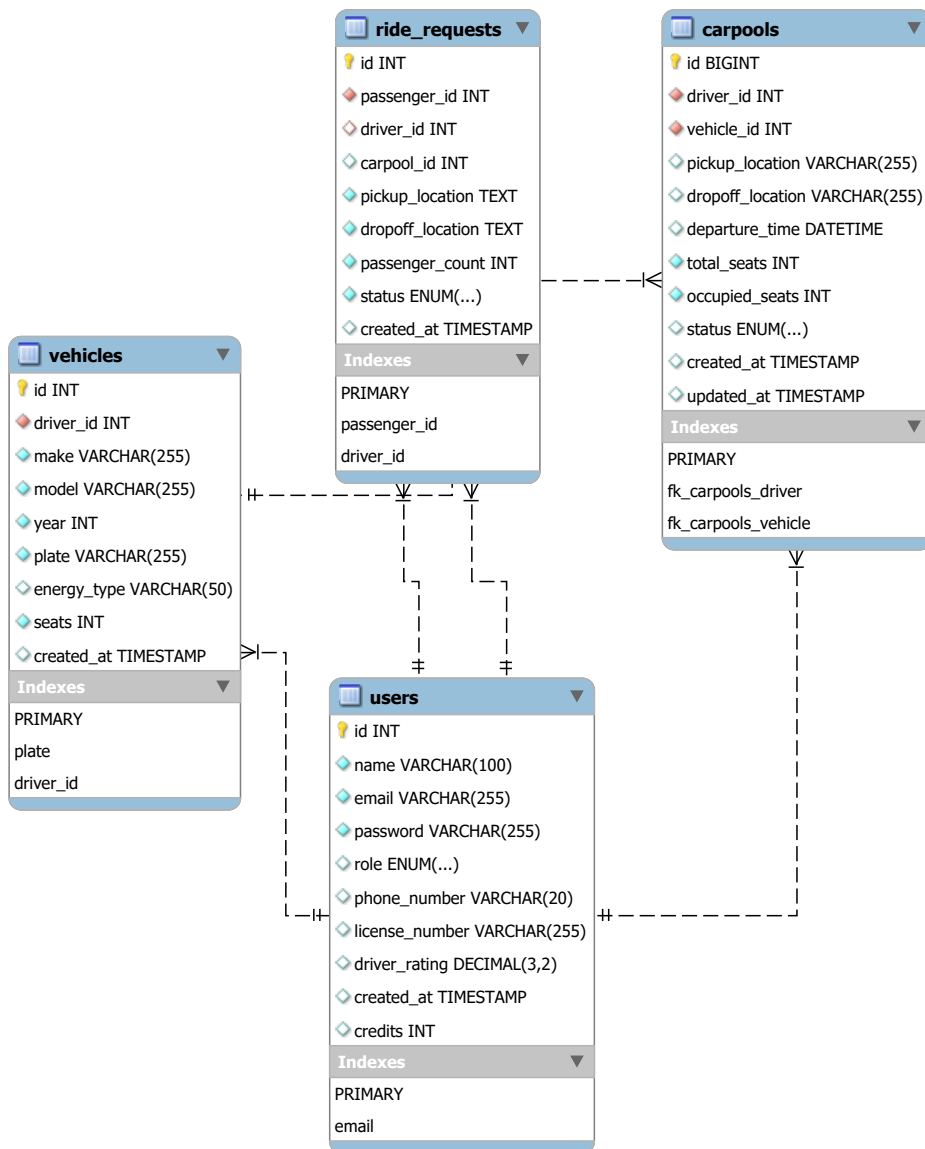 ride_requests
id INT
passenger_id INT
driver_id INT
carpool_id INT
pickup_location TEXT
dropoff_location TEXT
passenger_count INT
status ENUM(...)
created_at TIMESTAMP
Indexes
PRIMARY
passenger_id
driver_id
carpools
id BIGINT
driver_id INT
vehicle_id INT
pickup_location VARCHAR(255)
dropoff_location VARCHAR(255)
departure_time DATETIME
total_seats INT
occupied_seats INT
status ENUM(...)
created_at TIMESTAMP
updated_at TIMESTAMP
Indexes
PRIMARY
fk_carpools_driver
fk_carpools_vehicle
vehicles
id INT
driver_id INT
make VARCHAR(255)
model VARCHAR(255)
year INT
plate VARCHAR(255)
energy_type VARCHAR(50)
seats INT
created_at TIMESTAMP
Indexes
PRIMARY
plate
driver_id
users
id INT
name VARCHAR(100)
email VARCHAR(255)
password VARCHAR(255)
role ENUM(...)
phone_number VARCHAR(20)
license_number VARCHAR(255)
driver_rating DECIMAL(3,2)
created_at TIMESTAMP
credits INT
Indexes
PRIMARY
email